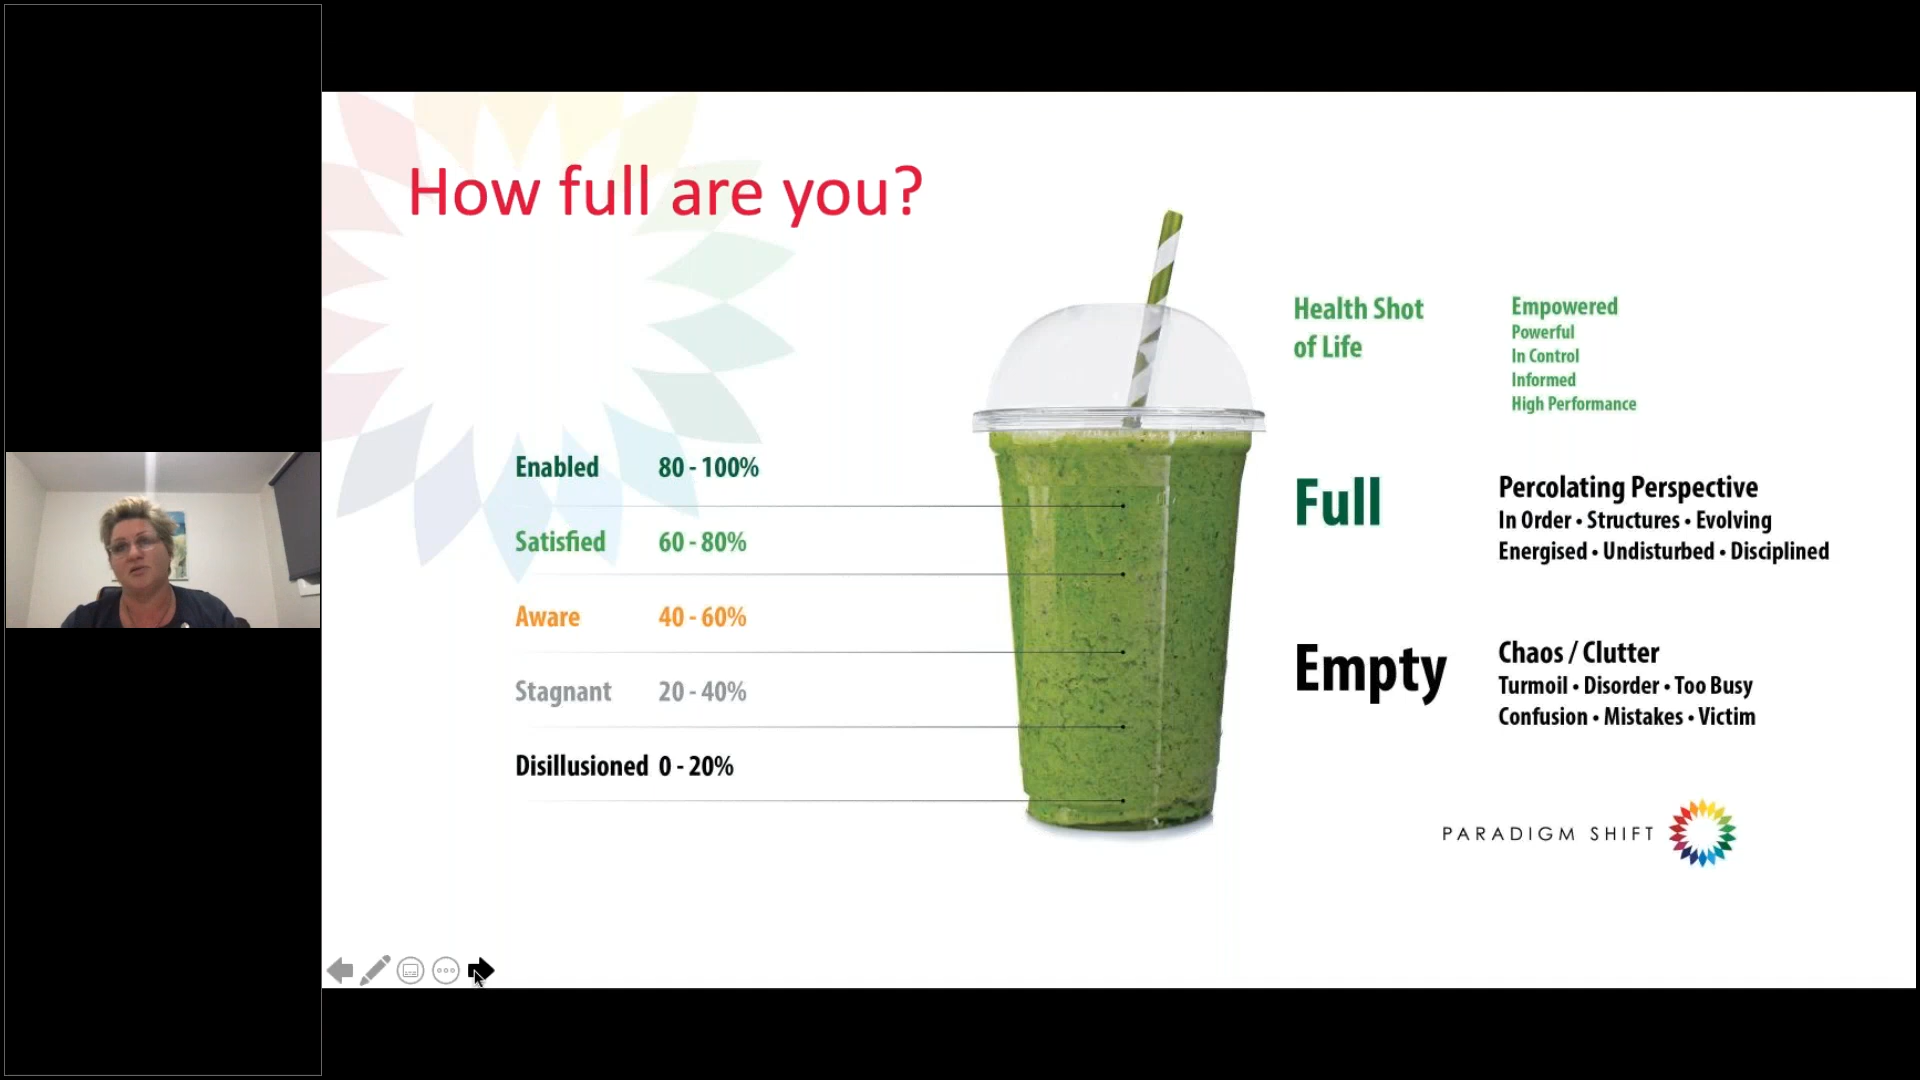 How full are you?
Enabled 80 - 100%
Satisfied 60 - 80%
Aware 40 - 60%
Stagnant 20 - 40%
Disillusioned 0 - 20%
Health Shot
of Life
Empowered
Powerful
In Control
Informed
High Performance
Full
Percolating Perspective
In Order • Structures • Evolving
Energised • Undisturbed • Disciplined
Empty
Chaos / Clutter
Turmoil • Disorder • Too Busy
Confusion • Mistakes • Victim
PARADIGM SHIFT